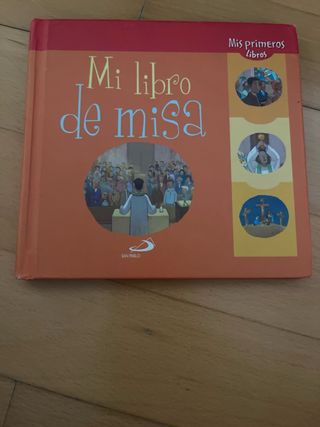 Mis primeros
libros
Mi libro
de misa
SAN PABLO